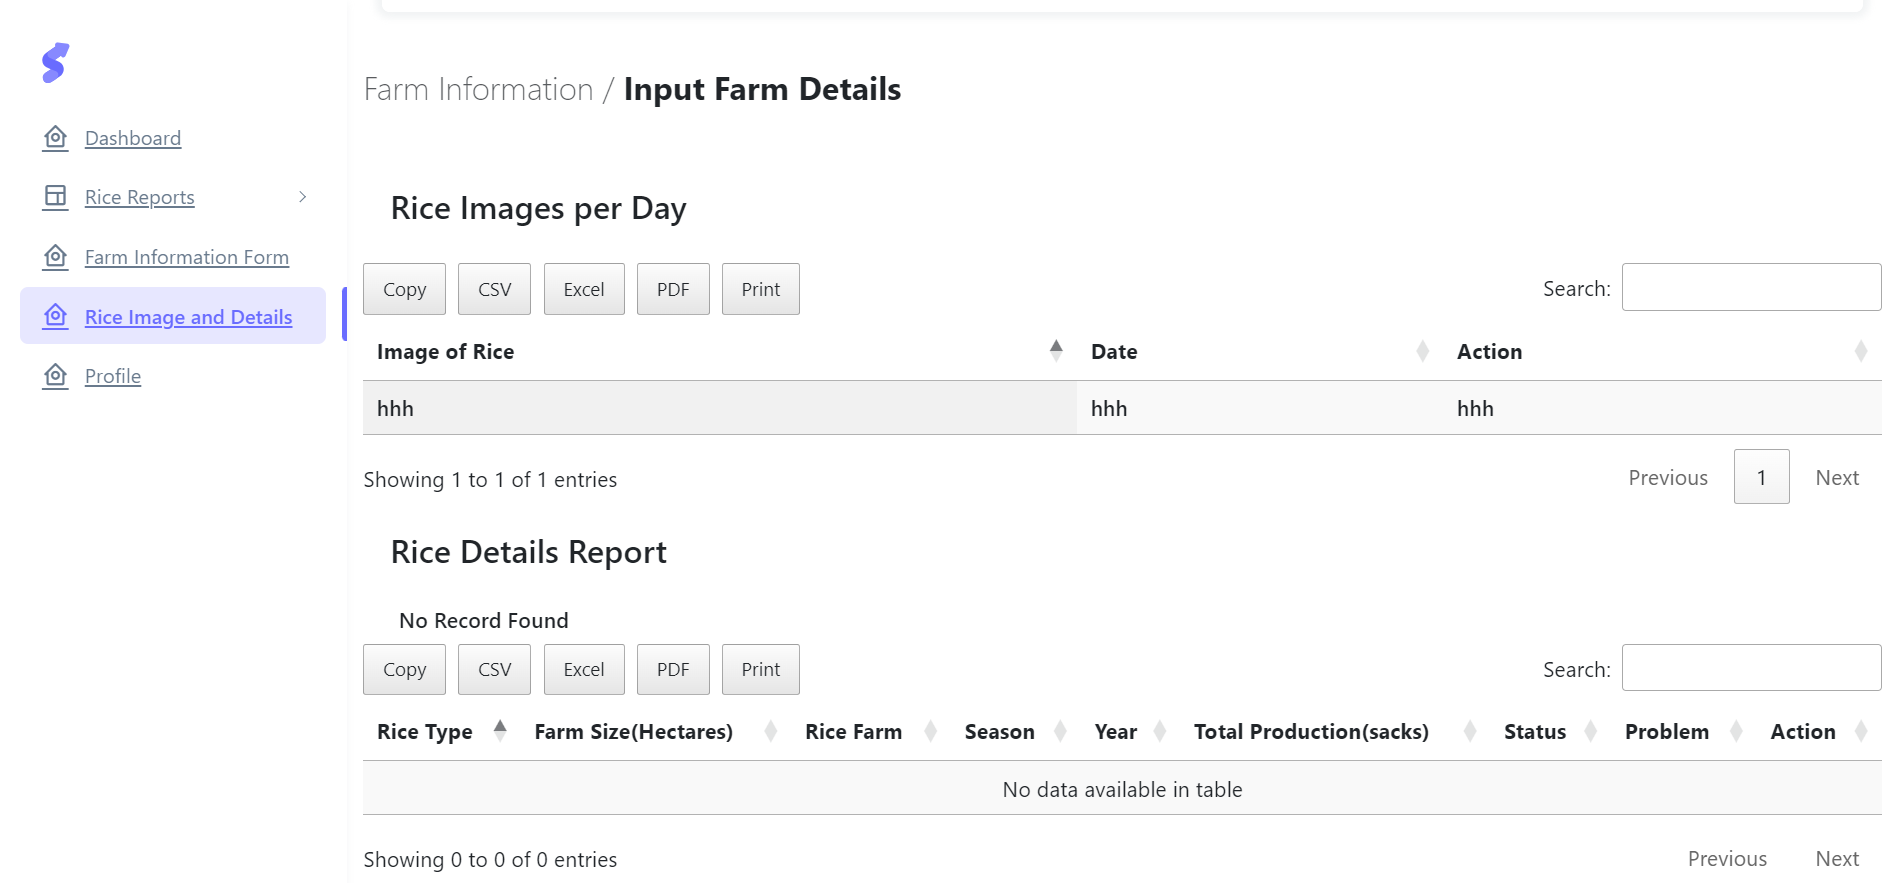 Dashboard
Rice Reports
Farm Information Form
Rice Image and Details
Profile
Farm Information / Input Farm Details
Rice Images per Day
Copy CSV Excel PDF Print Search:
Image of Rice Date Action
hhh hhh hhh
Showing 1 to 1 of 1 entries Previous 1 Next
Rice Details Report
No Record Found
Copy CSV Excel PDF Print Search:
Rice Type Farm Size(Hectares) Rice Farm Season Year Total Production(sacks) Status Problem Action
No data available in table
Showing 0 to 0 of 0 entries Previous Next